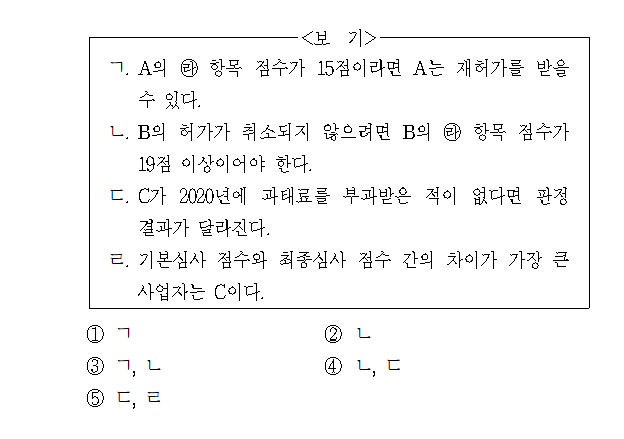 <보 기>
ㄱ. A의 ㉣ 항목 점수가 15점이라면 A는 재허가를 받을
수 있다.
ㄴ. B의 허가가 취소되지 않으려면 B의 ㉣ 항목 점수가
19점 이상이어야 한다.
ㄷ. C가 2020년에 과태료를 부과받은 적이 없다면 판정
결과가 달라진다.
ㄹ. 기본심사 점수와 최종심사 점수 간의 차이가 가장 큰
사업자는 C이다.
① ㄱ ② ㄴ
③ ㄱ, ㄴ ④ ㄴ, ㄷ
⑤ ㄷ, ㄹ